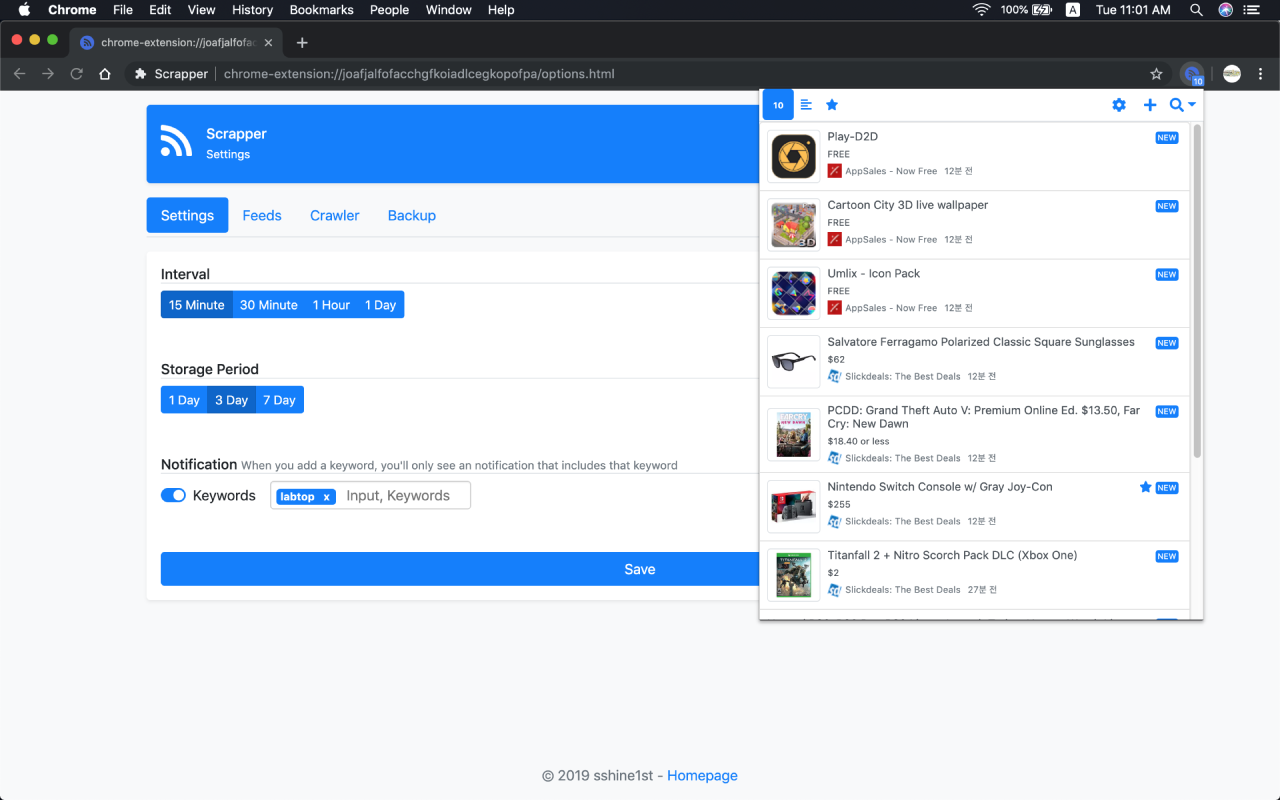 Chrome File Edit View History Bookmarks People Window Help 100% A Tue 11:01 AM
chrome-extension://joafjalfofac
Scrapper chrome-extension://joafjalfofacchgfkoiadlcegkopofpa/options.html 10
Scrapper
Settings
Settings Feeds Crawler Backup
Interval
15 Minute 30 Minute 1 Hour 1 Day
Storage Period
1 Day 3 Day 7 Day
Notification When you add a keyword, you'll only see an notification that includes that keyword
Keywords labtop x Input, Keywords
Save
10
Play-D2D NEW
FREE
AppSales - Now Free 12분 전
3D
Cartoon City 3D live wallpaper NEW
FREE
AppSales - Now Free 12분 전
Umlix - Icon Pack NEW
FREE
AppSales - Now Free 12분 전
Salvatore Ferragamo Polarized Classic Square Sunglasses NEW
$62
Slickdeals: The Best Deals 12분 전
FARCRY
NEW DAWN
PCDD: Grand Theft Auto V: Premium Online Ed. $13.50, Far NEW
Cry: New Dawn
$18.40 or less
Slickdeals: The Best Deals 12분 전
Nintendo Switch Console w/ Gray Joy-Con NEW
$255
Slickdeals: The Best Deals 12분 전
TITANFALL 2
Titanfall 2 + Nitro Scorch Pack DLC (Xbox One) NEW
$2
Slickdeals: The Best Deals 27분 전
© 2019 sshine1st - Homepage